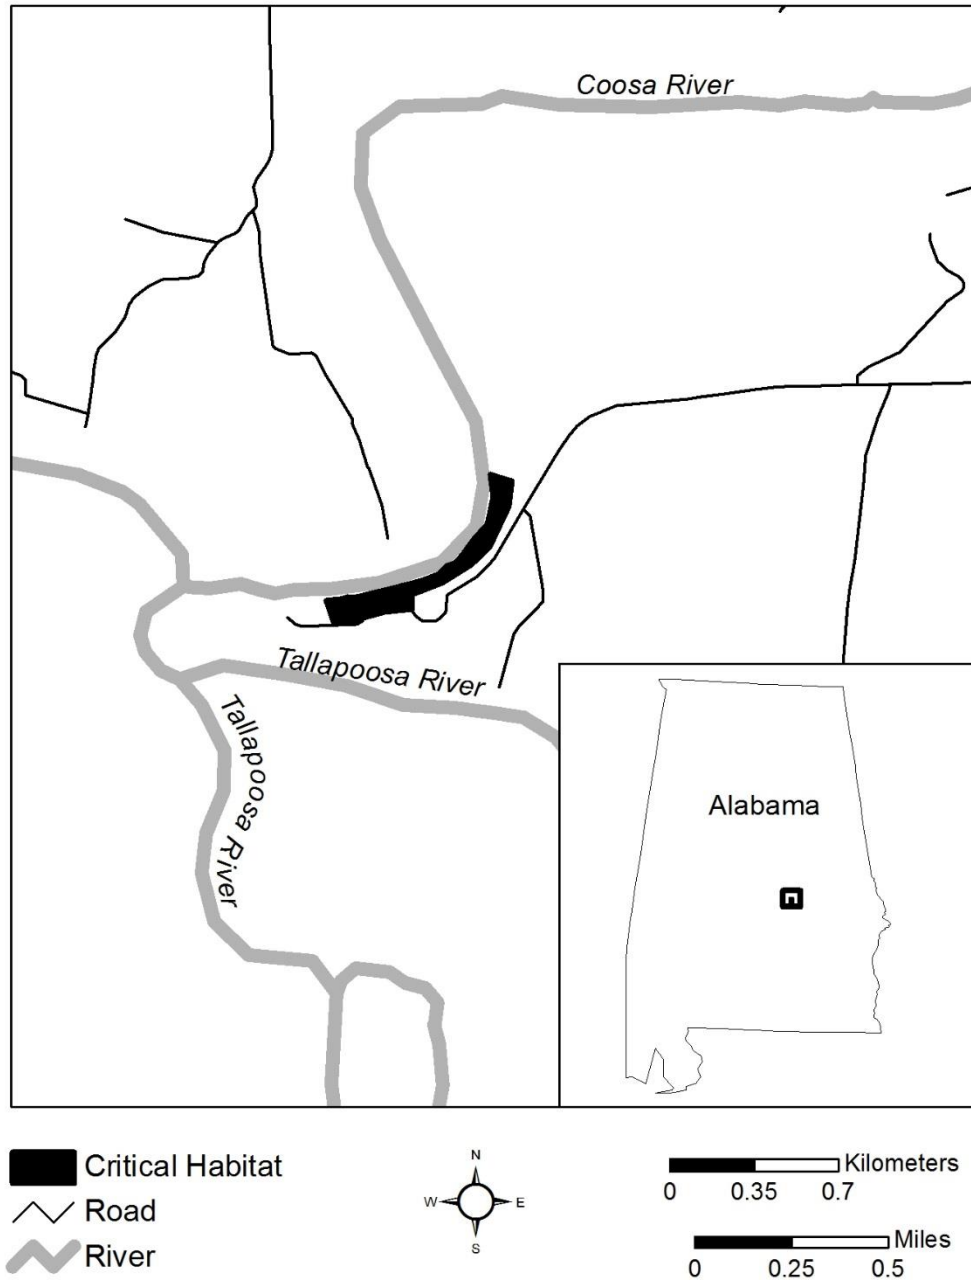 Coosa River
Tallapoosa River
Tallapoosa River
Alabama
Critical Habitat
Road
River
N
W
E
S
Kilometers
0 0.35 0.7
Miles
0 0.25 0.5